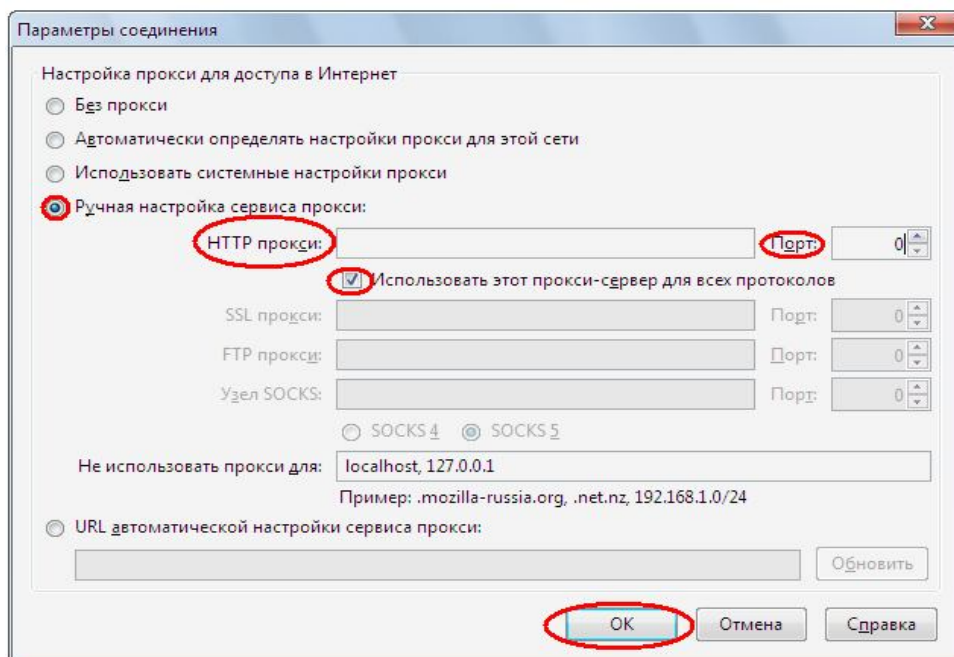 Параметры соединения
Настройка прокси для доступа в Интернет
Без прокси
Автоматически определять настройки прокси для этой сети
Использовать системные настройки прокси
Ручная настройка сервиса прокси:
HTTP прокси: Порт: 0
Использовать этот прокси-сервер для всех протоколов
SSL прокси: Порт: 0
FTP прокси: Порт: 0
Узел SOCKS: Порт: 0
SOCKS 4 SOCKS 5
Не использовать прокси для: localhost, 127.0.0.1
Пример: .mozilla-russia.org, .net.nz, 192.168.1.0/24
URL автоматической настройки сервиса прокси:
Обновить
OK Отмена Справка